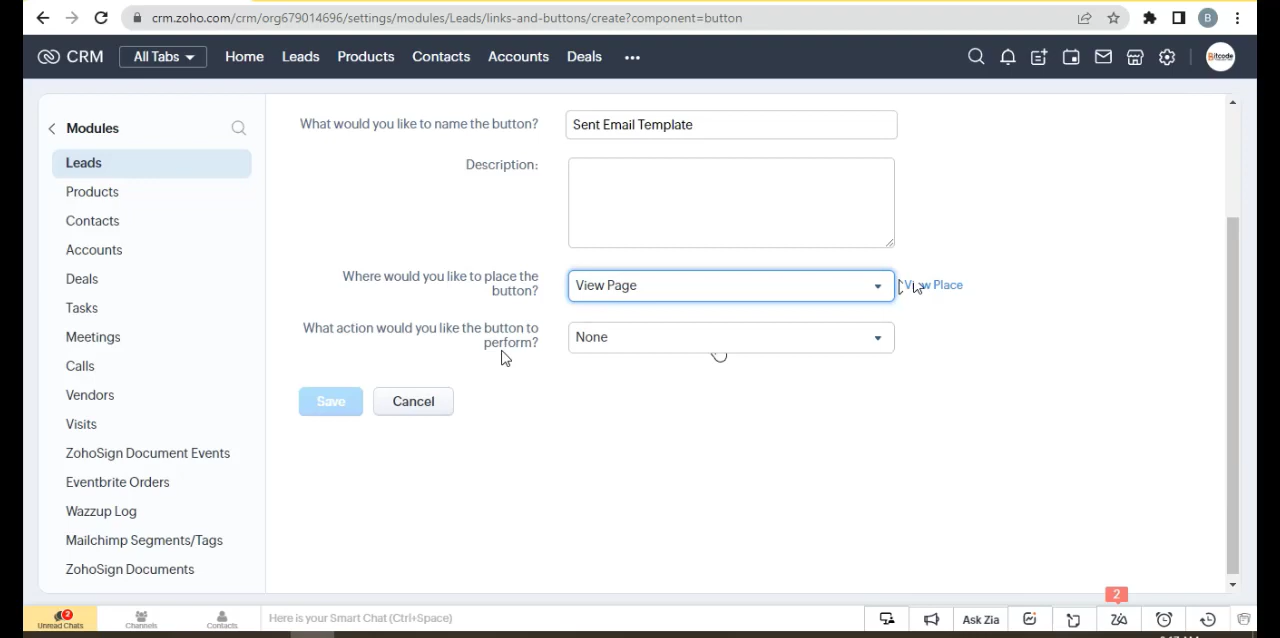 crm.zoho.com/crm/org679014696/settings/modules/Leads/links-and-buttons/create?component=button
B
CRM
All Tabs
Home
Leads
Products
Contacts
Accounts
Deals
•••
Bitcode
Modules
Leads
Products
Contacts
Accounts
Deals
Tasks
Meetings
Calls
Vendors
Visits
ZohoSign Document Events
Eventbrite Orders
Wazzup Log
Mailchimp Segments/Tags
ZohoSign Documents
What would you like to name the button?
Sent Email Template
Description:
Where would you like to place the
button?
View Page
View Place
What action would you like the button to
perform?
None
Save
Cancel
2
2
Unread Chats
Channels
Contacts
Here is your Smart Chat (Ctrl+Space)
Ask Zia